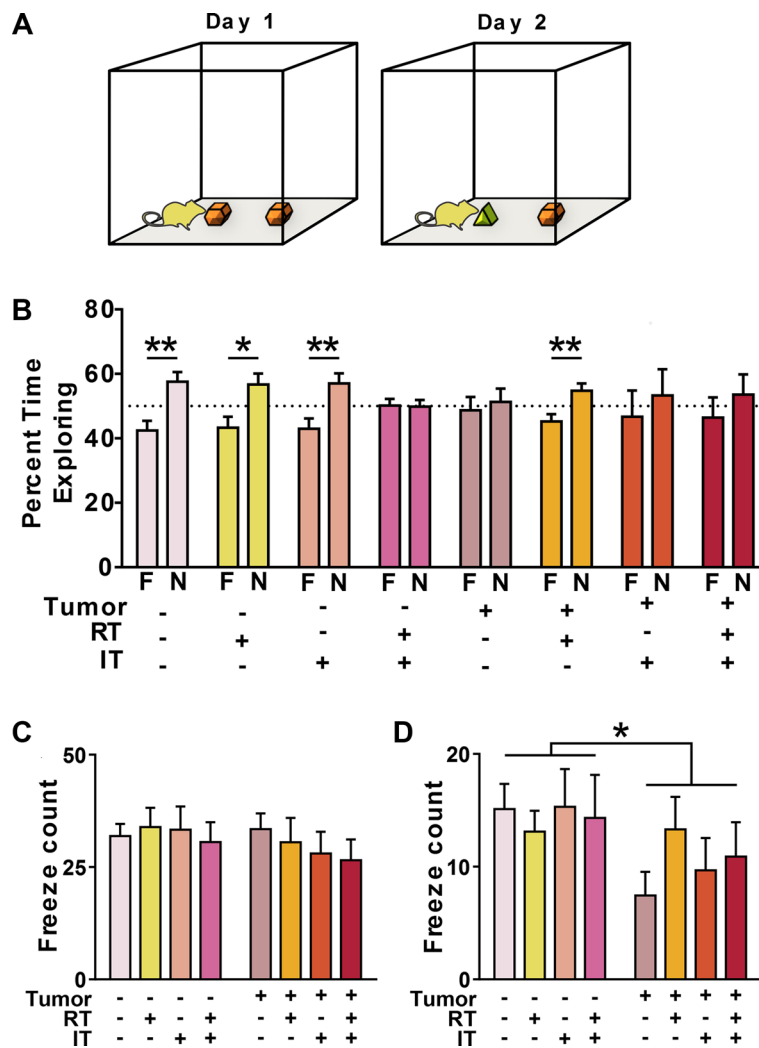 A
Day 1 Day 2
B
Percent Time
Exploring
80
60
40
20
0
** * ** **
F N F N F N F N F N F N F N F N
Tumor - - - - + + + +
RT - + - + - + - +
IT - - + + - - + +
C
Freeze count
50
25
0
Tumor - - - - + + + +
RT - + - + - + - +
IT - - + + - - + +
D
Freeze count
20
10
0
*
Tumor - - - - + + + +
RT - + - + - + - +
IT - - + + - - + +